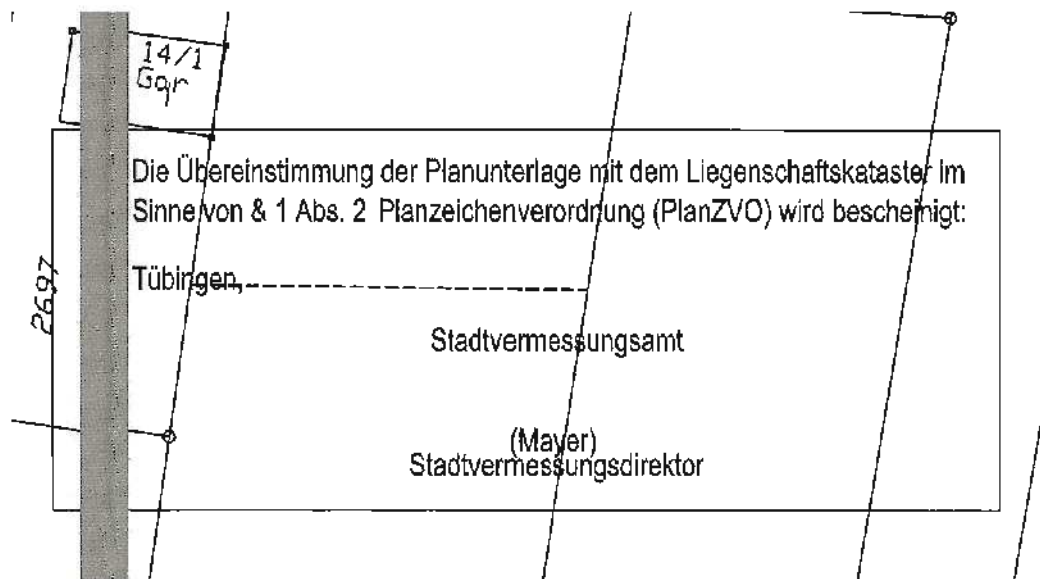 14/1
Ggr
Die Übereinstimmung der Planunterlage mit dem Liegenschaftskataster im
Sinne von & 1 Abs. 2 Planzeichenverordnung (PlanZVO) wird bescheinigt:
2697
Tübingen,
Stadtvermessungsamt
(Mayer)
Stadtvermessungsdirektor